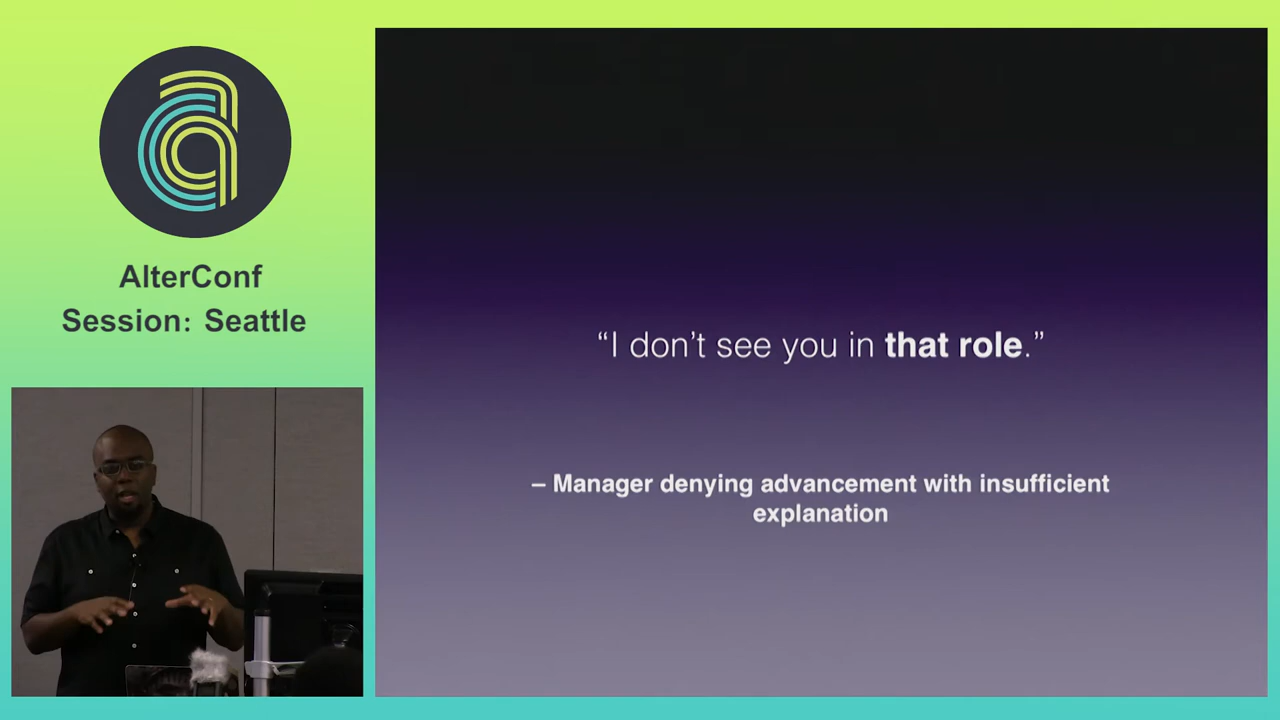 AlterConf
Session: Seattle
“I don’t see you in that role.”
– Manager denying advancement with insufficient
explanation